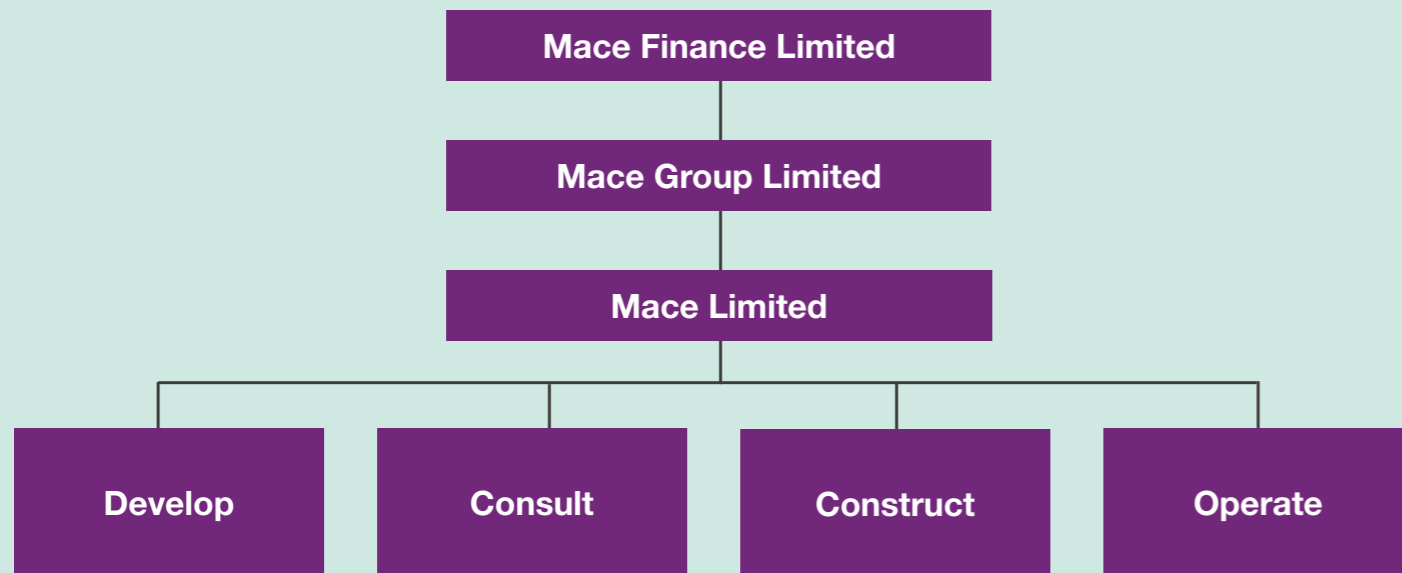 Mace Finance Limited
Mace Group Limited
Mace Limited
Develop
Consult
Construct
Operate